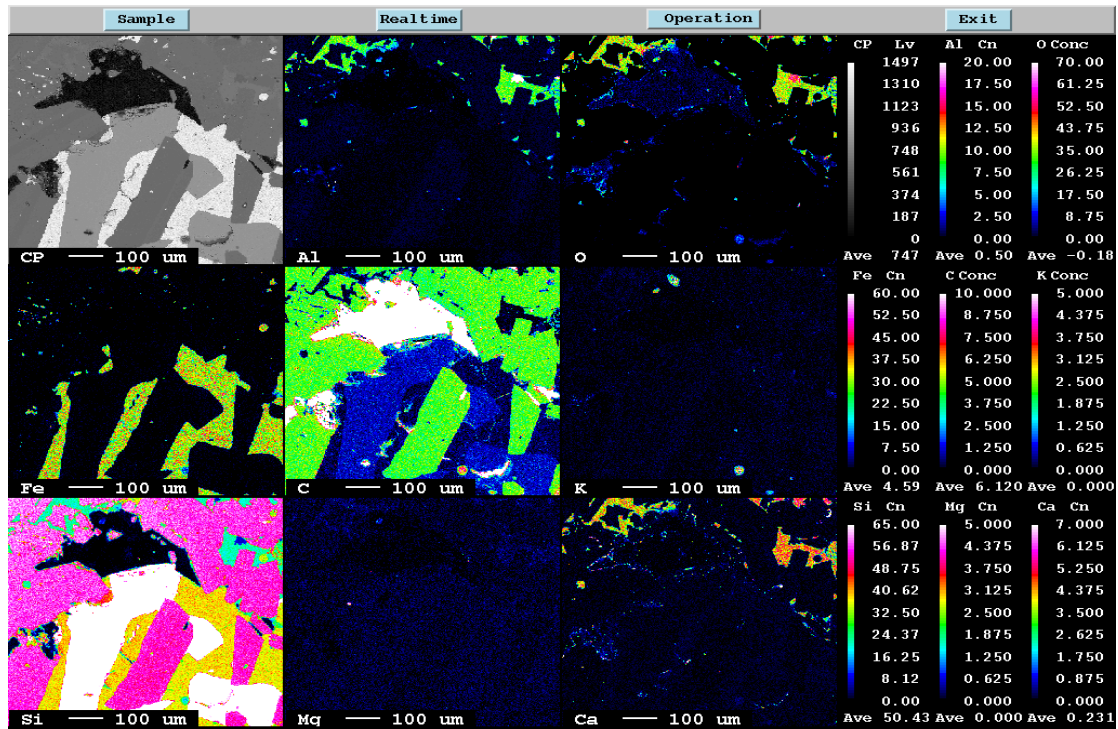 Sample Realtime Operation Exit
CP Lv Al Cn O Conc
1497 20.00 70.00
1310 17.50 61.25
1123 15.00 52.50
936 12.50 43.75
748 10.00 35.00
561 7.50 26.25
374 5.00 17.50
187 2.50 8.75
0 0.00 0.00
Ave 747 Ave 0.50 Ave -0.18
CP 100 um Al 100 um O 100 um
Fe Cn C Conc K Conc
60.00 10.000 5.000
52.50 8.750 4.375
45.00 7.500 3.750
37.50 6.250 3.125
30.00 5.000 2.500
22.50 3.750 1.875
15.00 2.500 1.250
7.50 1.250 0.625
0.00 0.000 0.000
Ave 4.59 Ave 6.120 Ave 0.000
Fe 100 um C 100 um K 100 um
Si Cn Mg Cn Ca Cn
65.00 5.000 7.000
56.87 4.375 6.125
48.75 3.750 5.250
40.62 3.125 4.375
32.50 2.500 3.500
24.37 1.875 2.625
16.25 1.250 1.750
8.12 0.625 0.875
0.00 0.000 0.000
Ave 50.43 Ave 0.000 Ave 0.231
Si 100 um Mg 100 um Ca 100 um